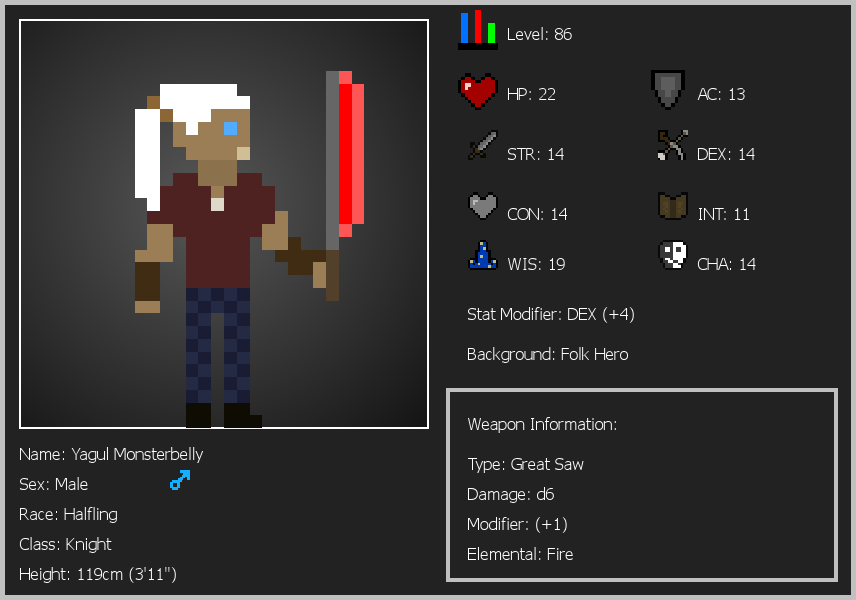 Level: 86
HP: 22
AC: 13
STR: 14
DEX: 14
CON: 14
INT: 11
WIS: 19
CHA: 14
Stat Modifier: DEX (+4)
Background: Folk Hero
Weapon Information:
Type: Great Saw
Damage: d6
Modifier: (+1)
Elemental: Fire
Name: Yagul Monsterbelly
Sex: Male
Race: Halfling
Class: Knight
Height: 119cm (3'11")